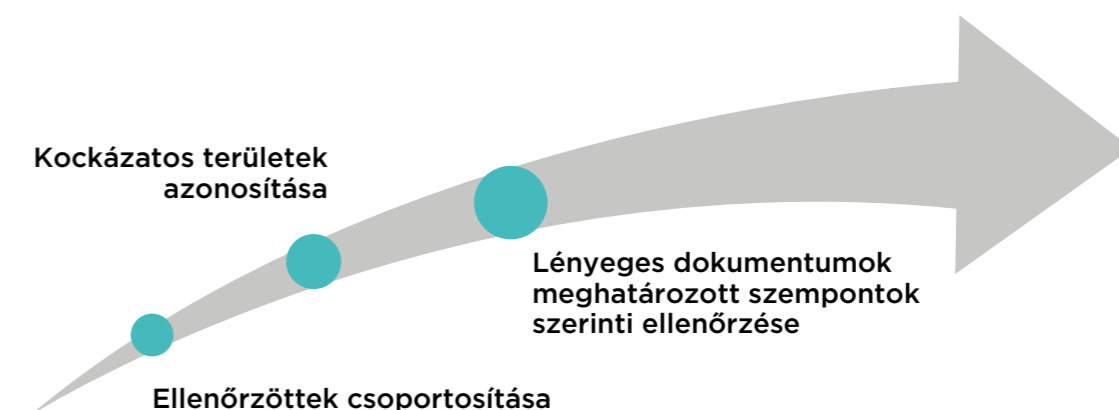 Kockázatos területek
azonosítása
Lényeges dokumentumok
meghatározott szempontok
szerinti ellenőrzése
Ellenőrzöttek csoportosítása